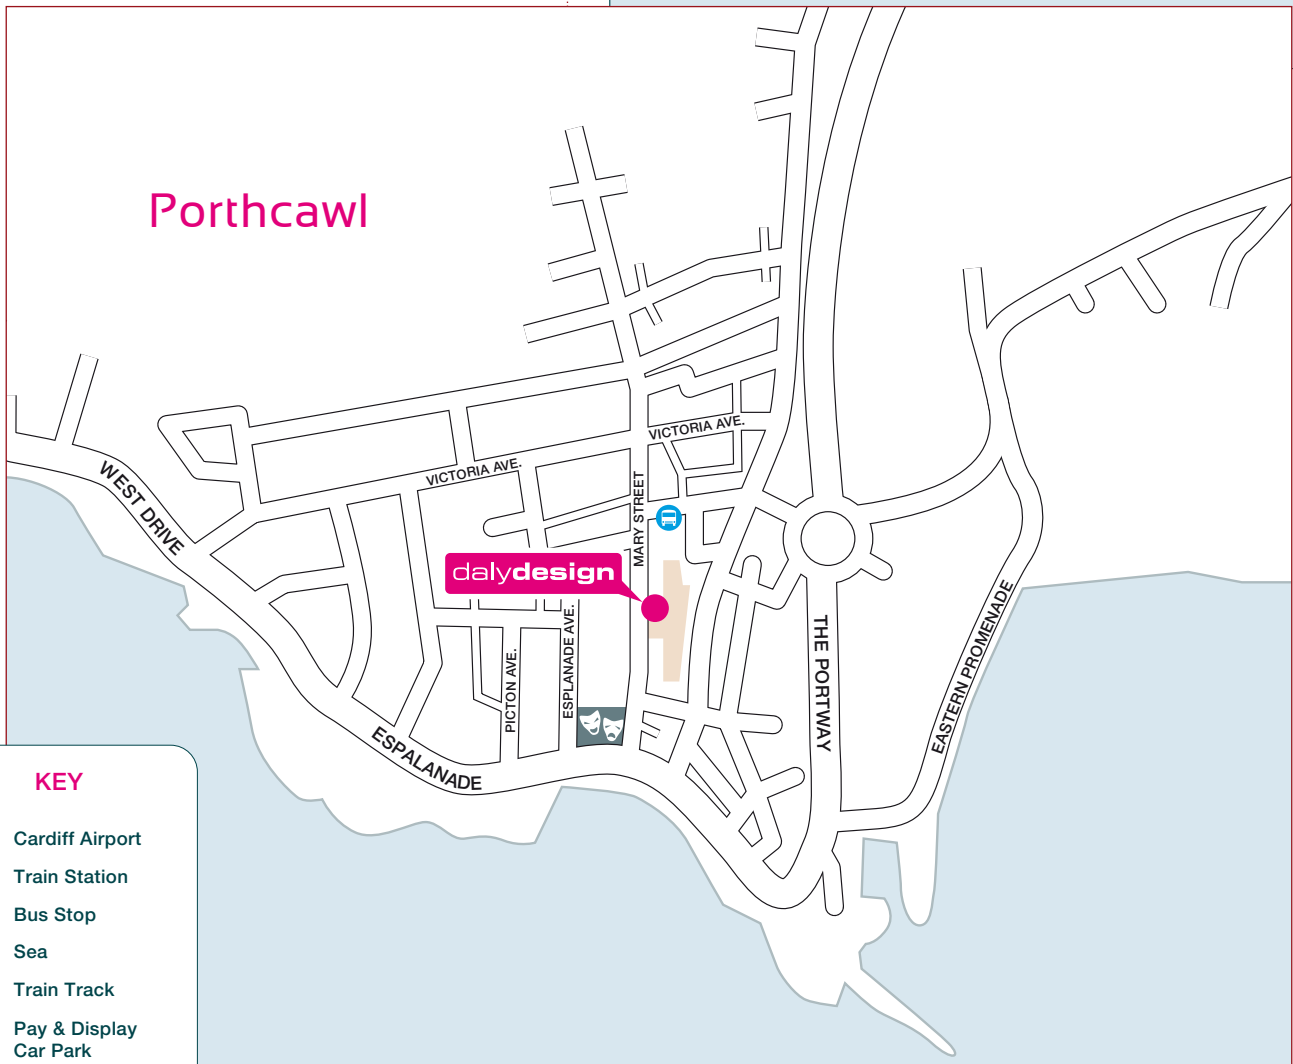 Porthcawl
WEST DRIVE
VICTORIA AVE.
VICTORIA AVE.
MARY STREET
dalydesign
ESPLANADE AVE.
PICTON AVE.
THE PORTWAY
EASTERN PROMENADE
ESPALANADE
KEY
Cardiff Airport
Train Station
Bus Stop
Sea
Train Track
Pay & Display
Car Park